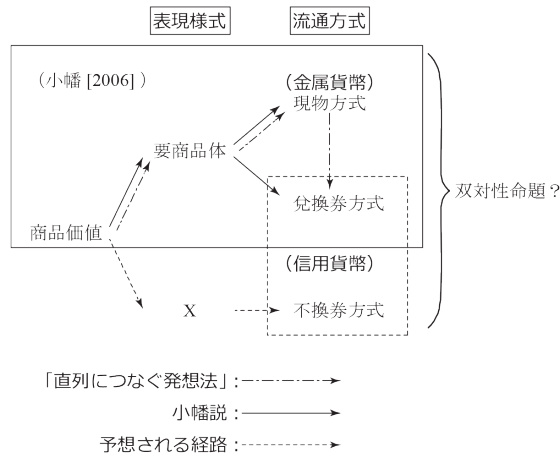 表現様式 流通方式
(小幡 [2006] )
(金属貨幣)
現物方式
要商品体
双対性命題?
兌換券方式
商品価値
(信用貨幣)
X
不換券方式
「直列につなぐ発想法」:
小幡説:
予想される経路: